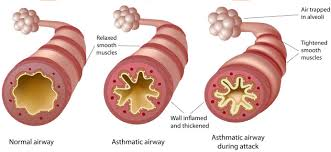 Air trapped
in alveoli
Relaxed
smooth
muscles
Tightened
smooth
muscles
Wall inflamed
and thickened
Normal airway
Asthmatic airway
Asthmatic airway
during attack